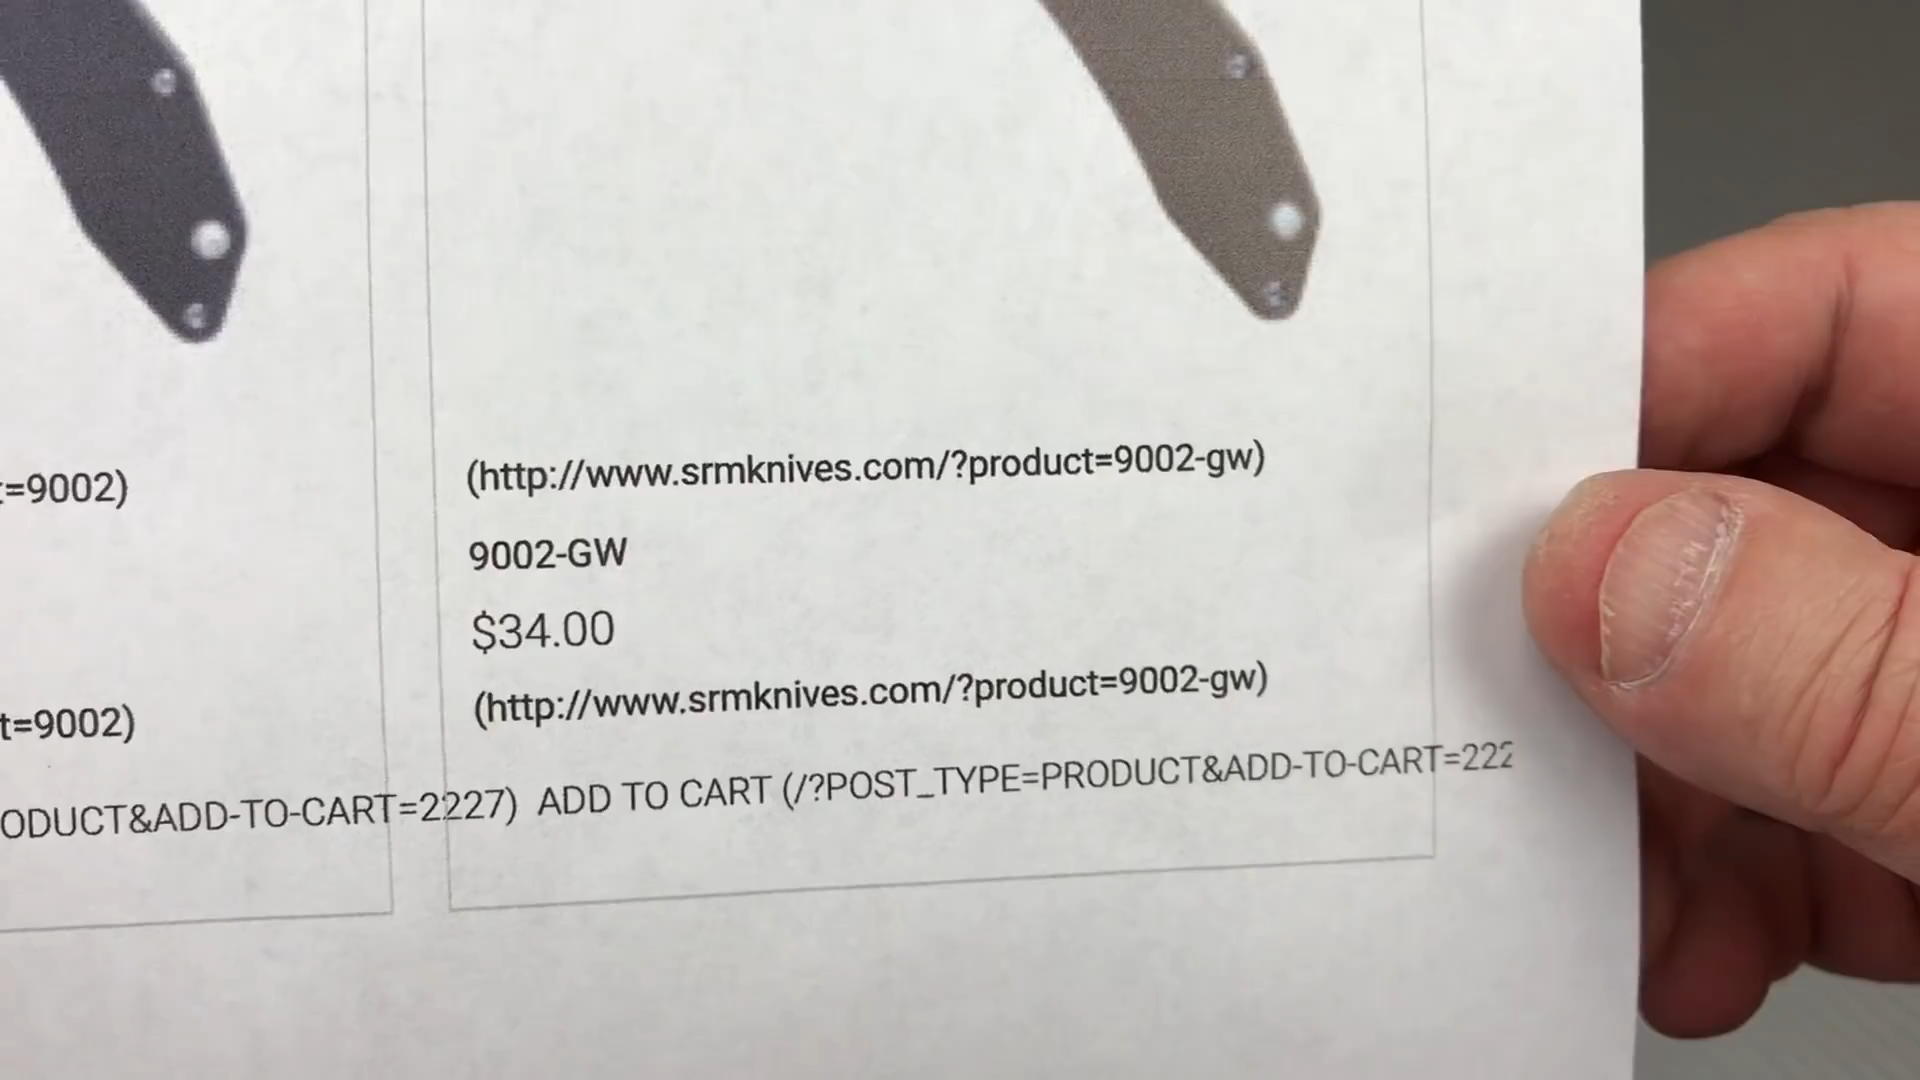 =9002)
t=9002)
ODUCT&ADD-TO-CART=2227)
(http://www.srmknives.com/?product=9002-gw)
9002-GW
$34.00
(http://www.srmknives.com/?product=9002-gw)
ADD TO CART (/?POST_TYPE=PRODUCT&ADD-TO-CART=222